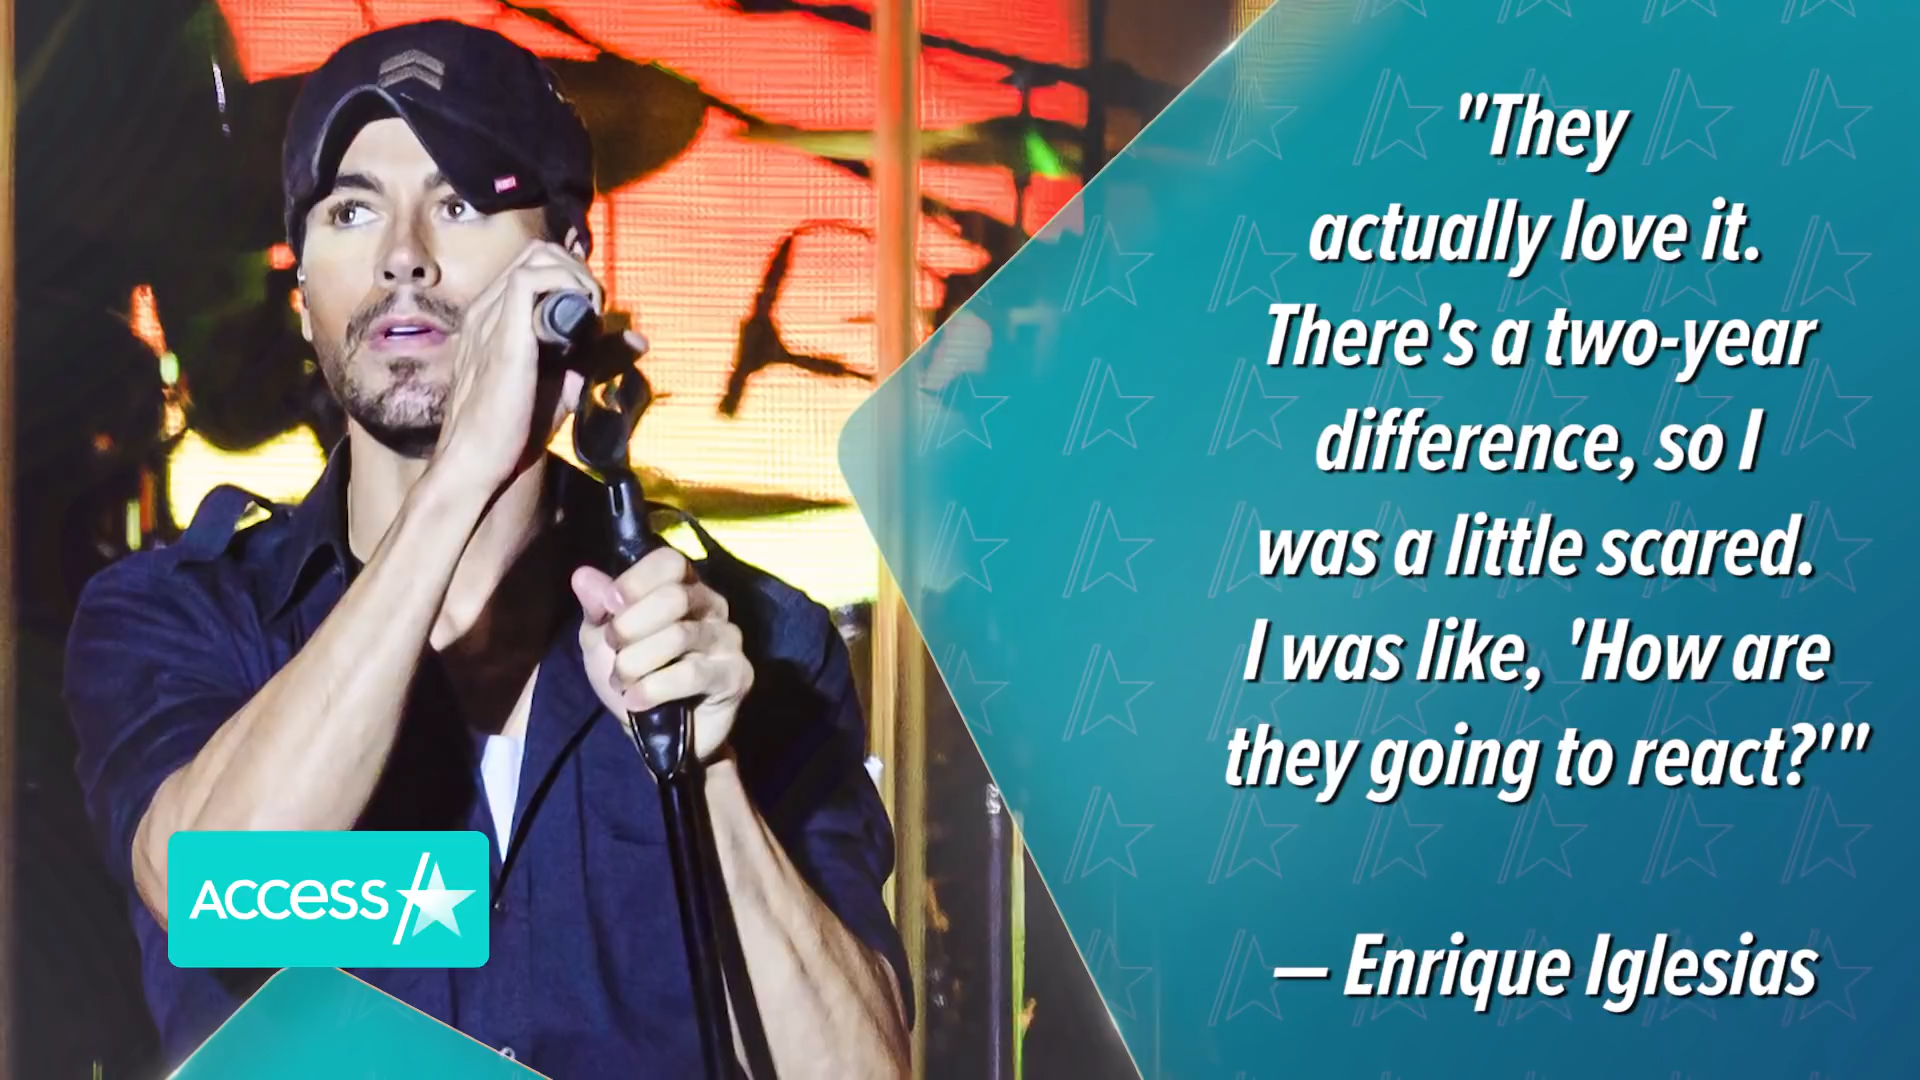 "They
actually love it.
There's a two-year
difference, so I
was a little scared.
I was like, 'How are
they going to react?'"
— Enrique Iglesias
ACCESS